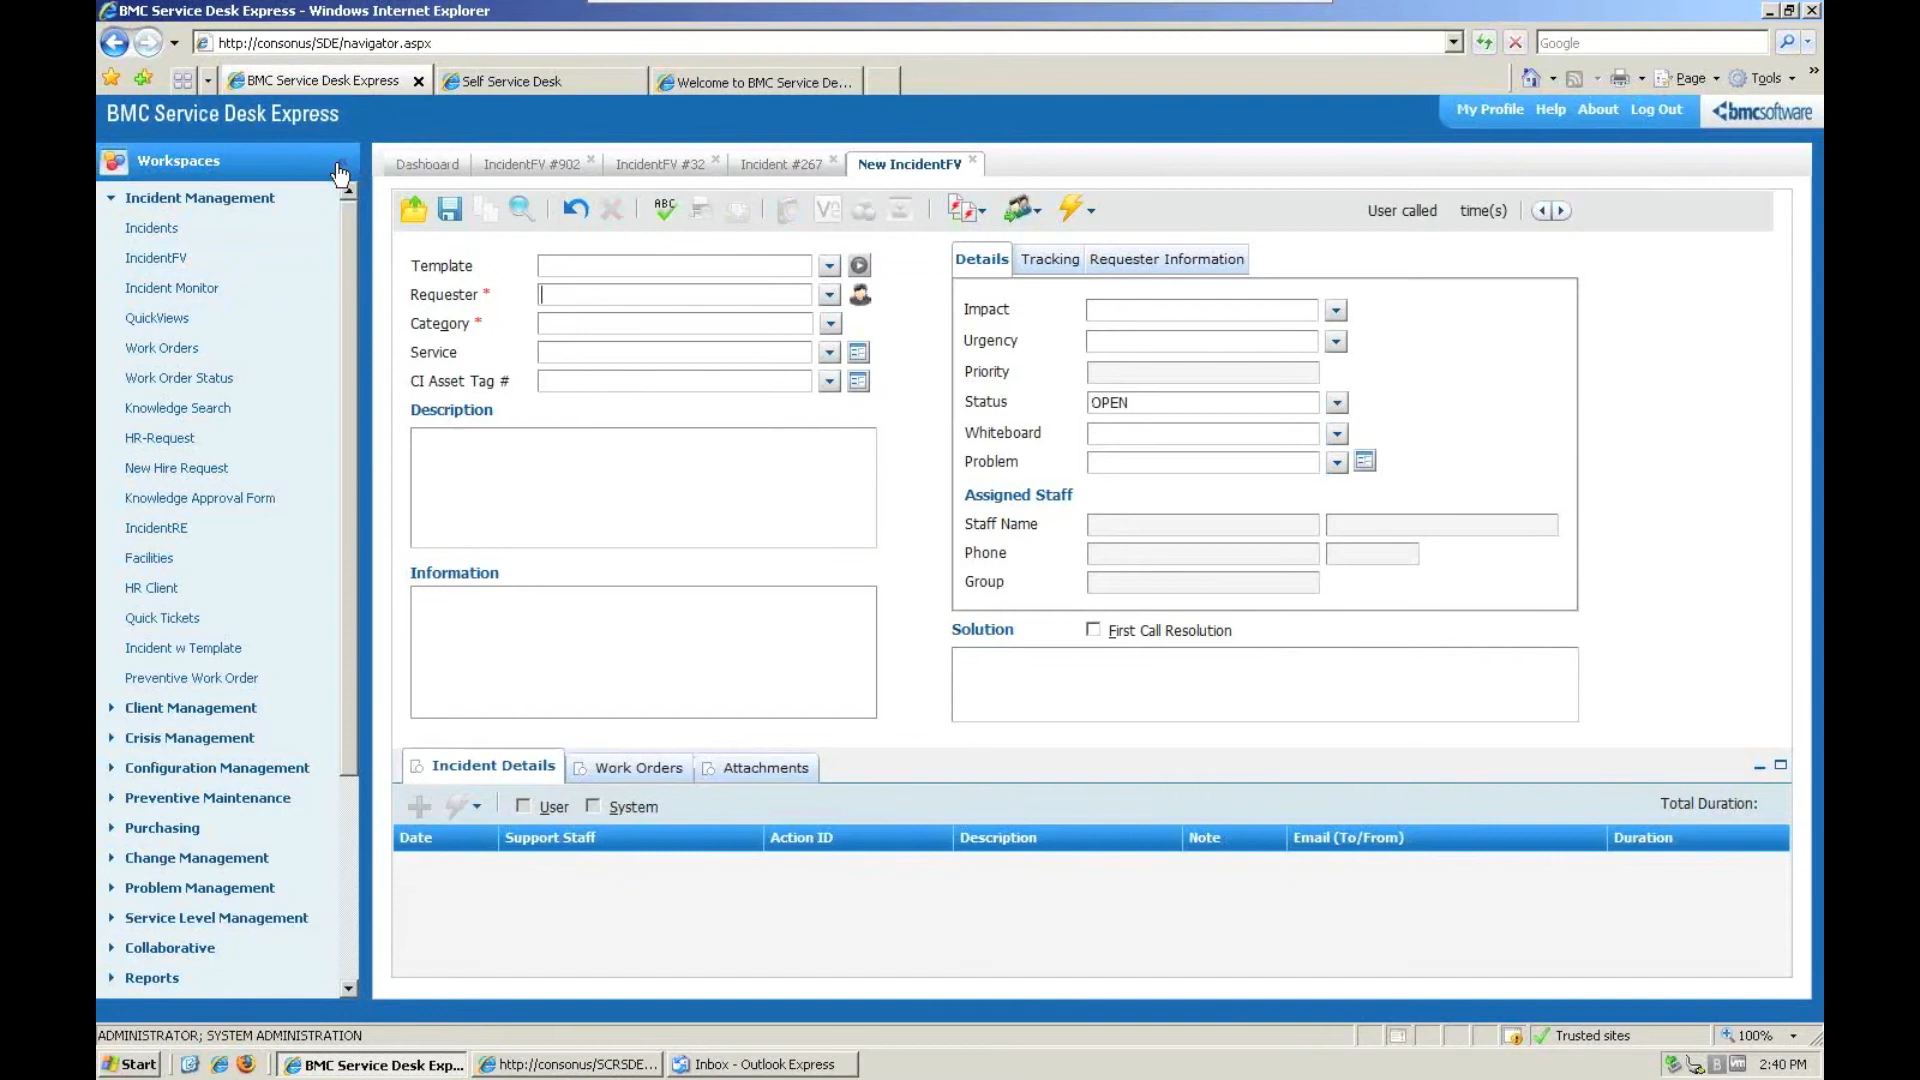 BMC Service Desk Express - Windows Internet Explorer
http://consonus/SDE/navigator.aspx
Google
BMC Service Desk Express
Self Service Desk
Welcome to BMC Service De...
Page
Tools
BMC Service Desk Express
My Profile Help About Log Out
bmcsoftware
Workspaces
Incident Management
Incidents
IncidentFV
Incident Monitor
QuickViews
Work Orders
Work Order Status
Knowledge Search
HR-Request
New Hire Request
Knowledge Approval Form
IncidentRE
Facilities
HR Client
Quick Tickets
Incident w Template
Preventive Work Order
Client Management
Crisis Management
Configuration Management
Preventive Maintenance
Purchasing
Change Management
Problem Management
Service Level Management
Collaborative
Reports
Dashboard
IncidentFV #902
IncidentFV #32
Incident #267
New IncidentFV
ABC
User called time(s)
Template
Requester *
Category *
Service
CI Asset Tag #
Description
Information
Details
Tracking
Requester Information
Impact
Urgency
Priority
Status OPEN
Whiteboard
Problem
Assigned Staff
Staff Name
Phone
Group
Solution
First Call Resolution
Incident Details
Work Orders
Attachments
User
System
Total Duration:
Date Support Staff Action ID Description Note Email (To/From) Duration
ADMINISTRATOR; SYSTEM ADMINISTRATION
Trusted sites
100%
Start
BMC Service Desk Exp...
http://consonus/SCRSDE...
Inbox - Outlook Express
2:40 PM